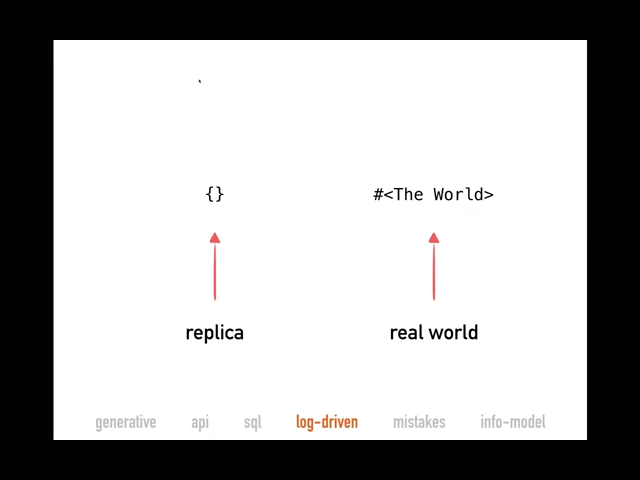 {} #<The World>
replica real world
generative api sql log-driven mistakes info-model